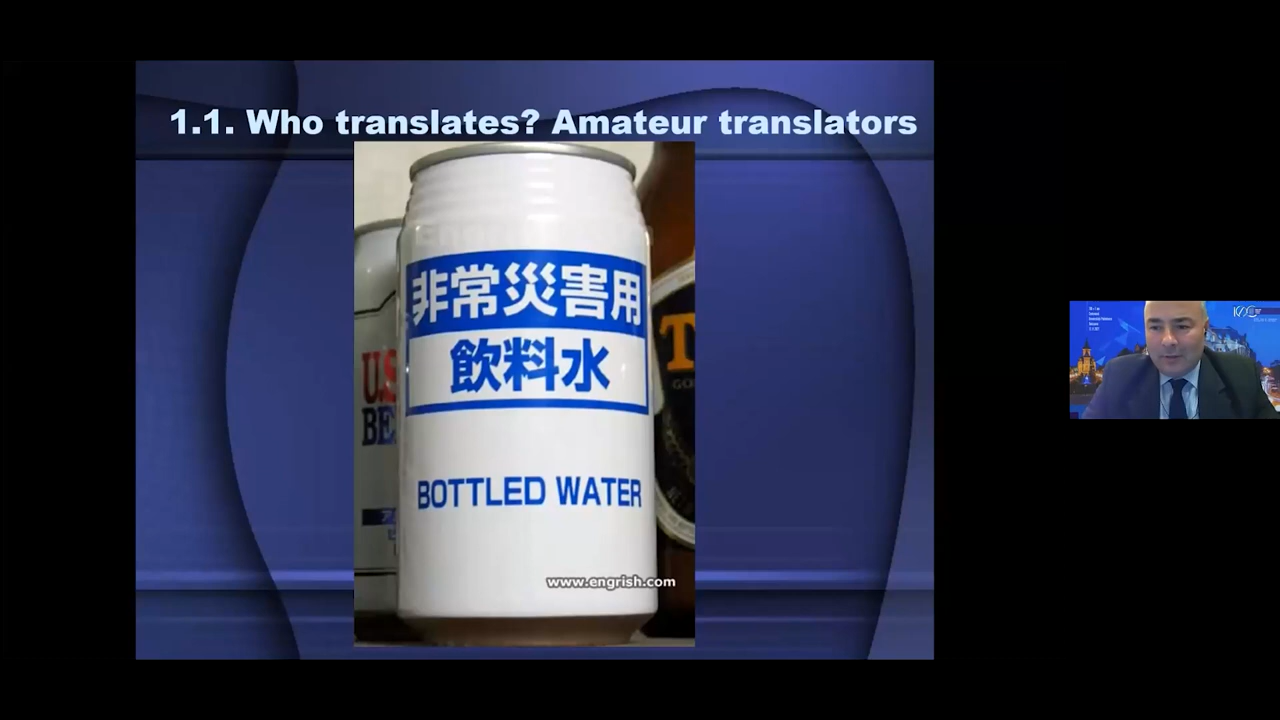 1.1. Who translates? Amateur translators
非常災害用
飲料水
BOTTLED WATER
www.engrish.com
U.S
BE
T